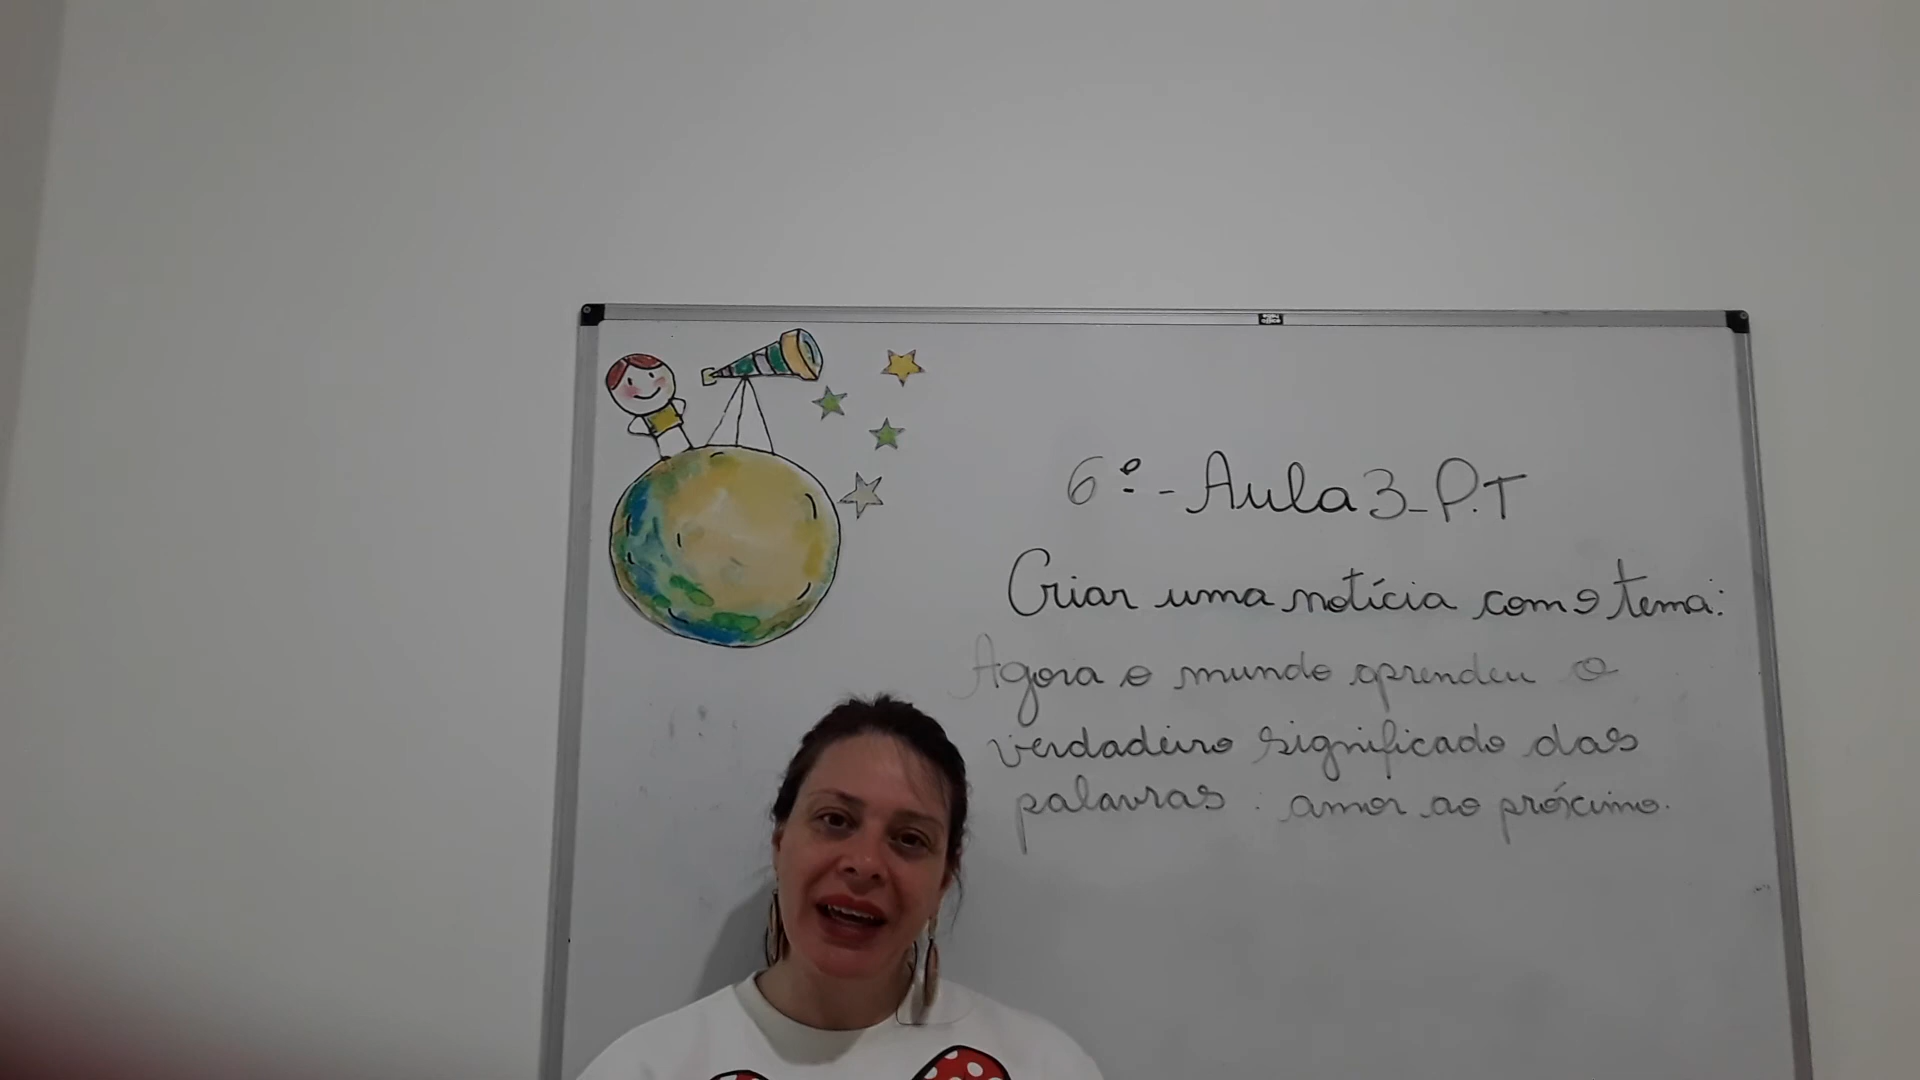 6º - Aula 3 - P.T
Criar uma notícia com o tema:
Agora o mundo aprendeu o
verdadeiro significado das
palavras: amor ao próximo.